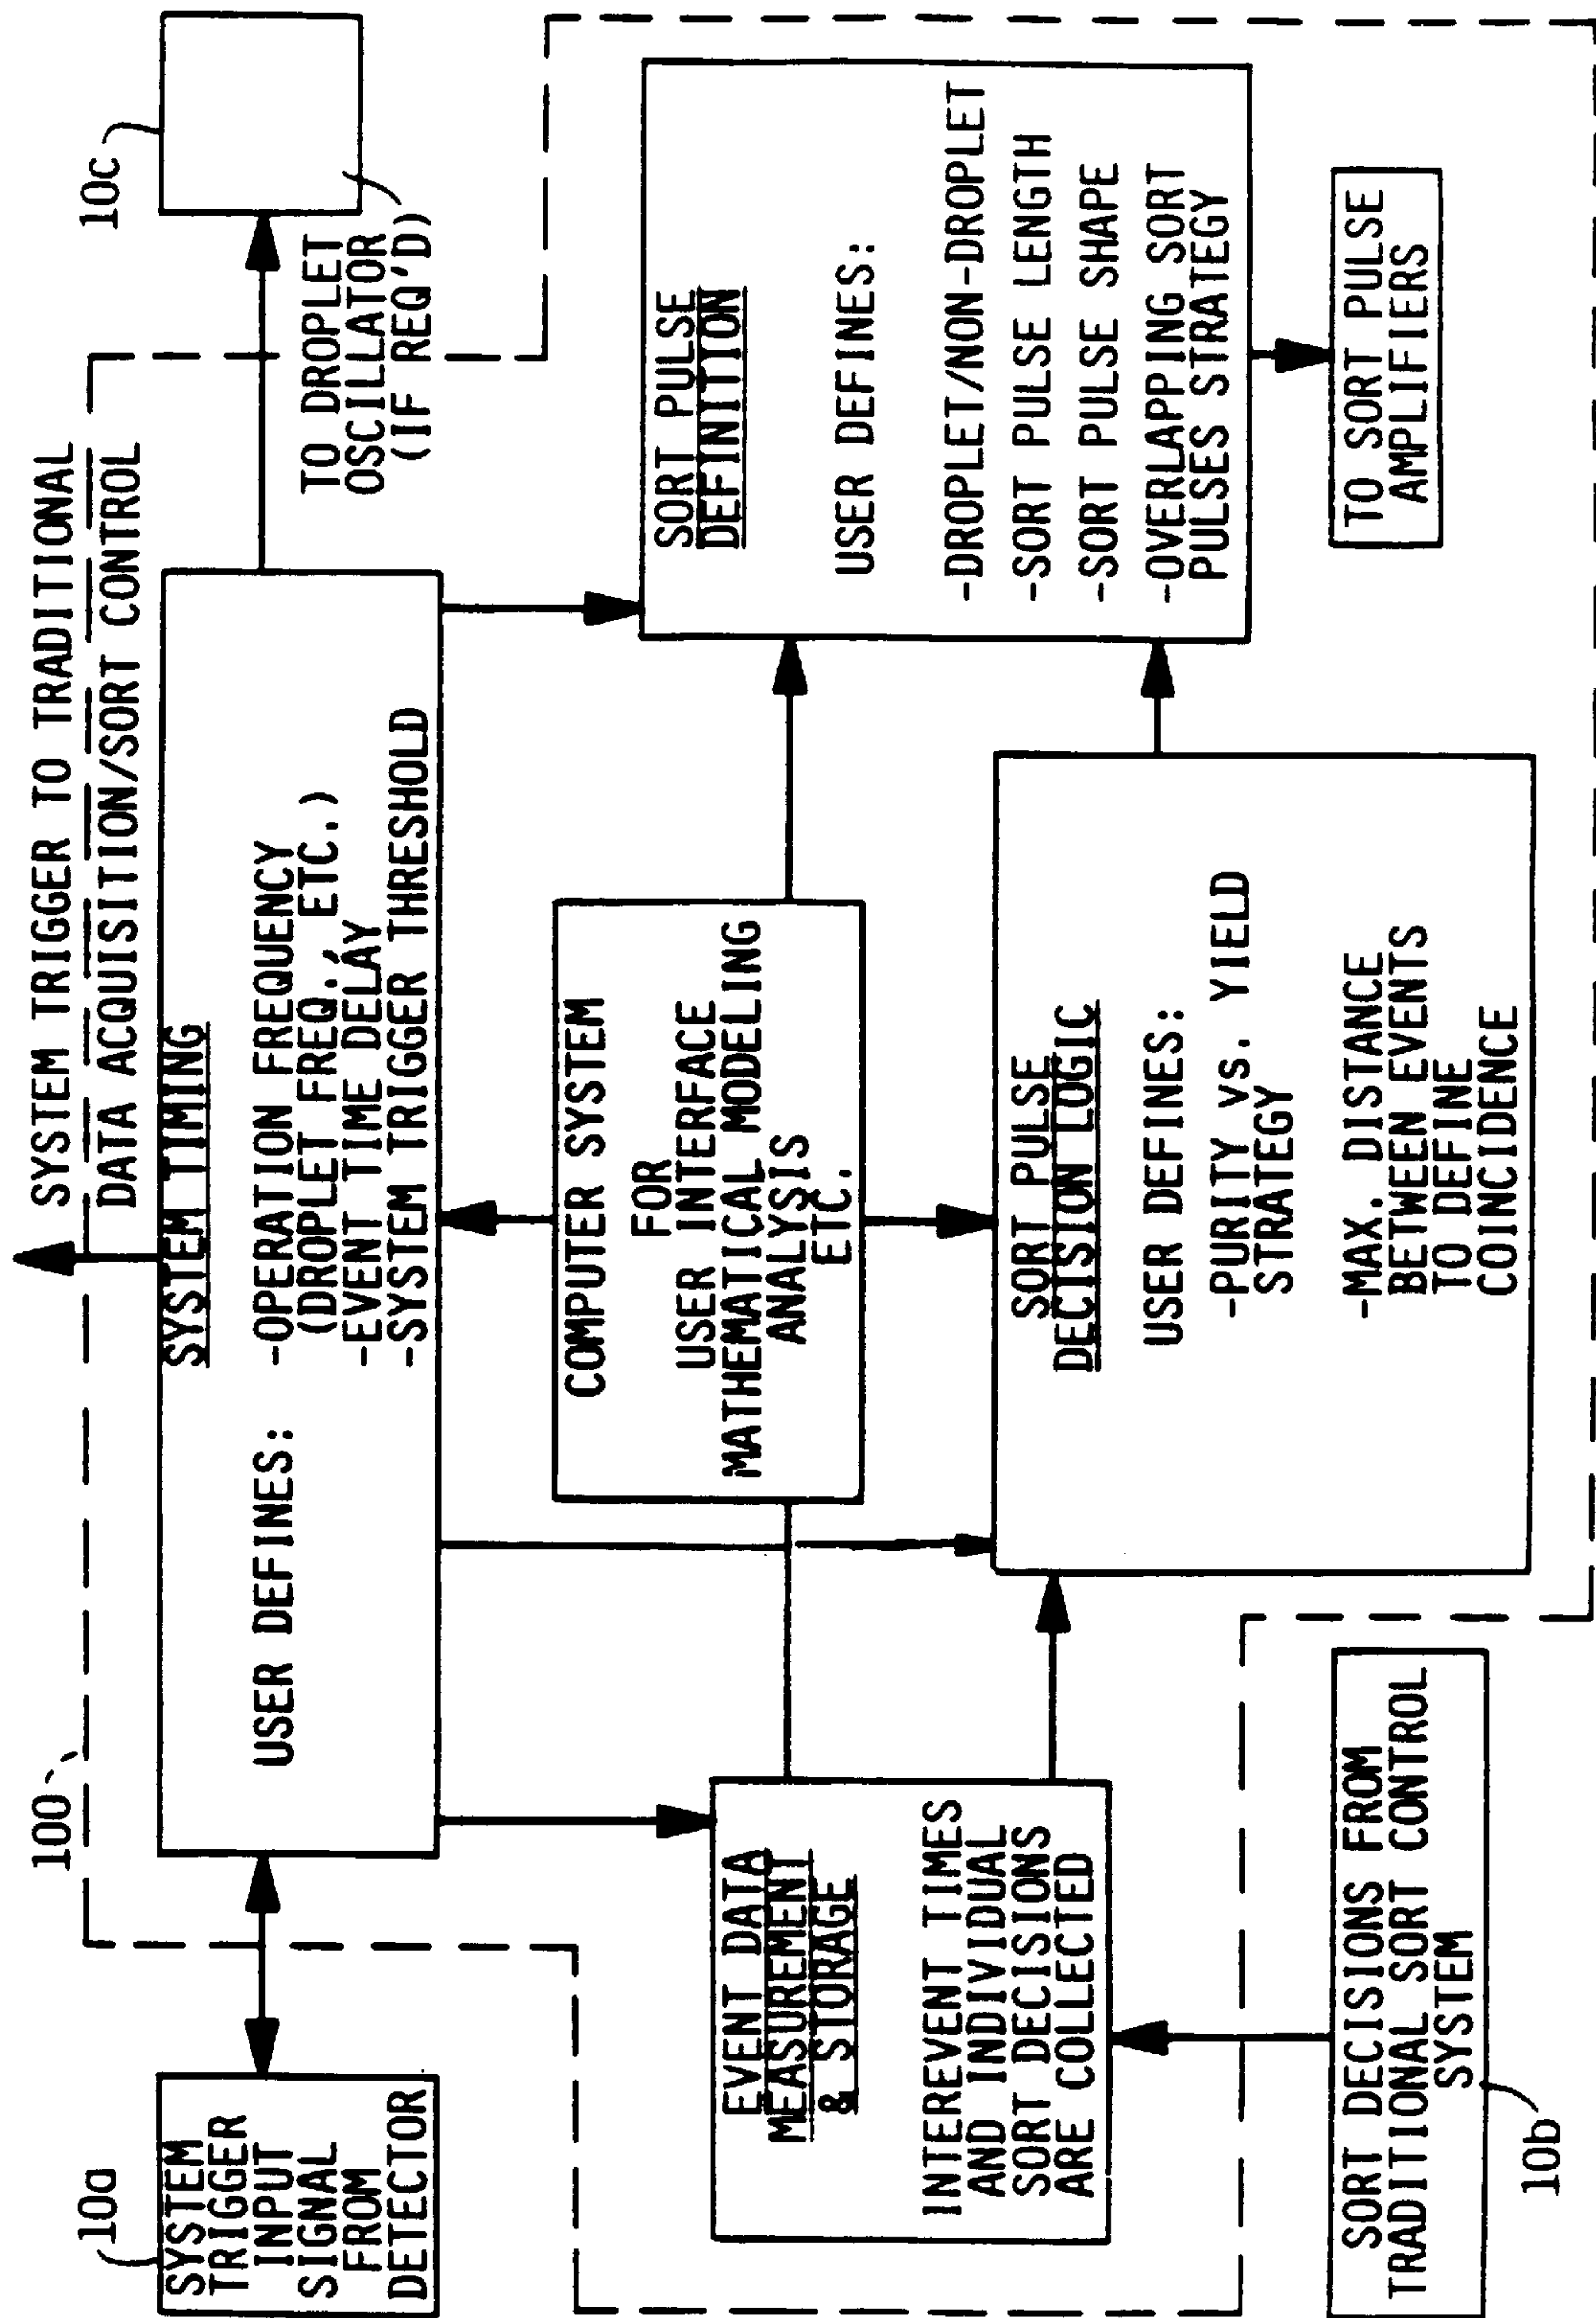 SYSTEM TRIGGER TO TRADITIONAL
DATA ACQUISITION/SORT CONTROL
100
10a
SYSTEM
TRIGGER
INPUT
SIGNAL
FROM
DETECTOR
SYSTEM TIMING
USER DEFINES:
-OPERATION FREQUENCY
(DROPLET FREQ., ETC.)
-EVENT TIME DELAY
-SYSTEM TRIGGER THRESHOLD
10c
TO DROPLET
OSCILLATOR
(IF REQ'D)
COMPUTER SYSTEM
FOR
USER INTERFACE
MATHEMATICAL MODELING
ANALYSIS
ETC.
EVENT DATA
MEASUREMENT
& STORAGE
INTEREVENT TIMES
AND INDIVIDUAL
SORT DECISIONS
ARE COLLECTED
SORT PULSE
DECISION LOGIC
USER DEFINES:
-PURITY vs. YIELD
STRATEGY
-MAX. DISTANCE
BETWEEN EVENTS
TO DEFINE
COINCIDENCE
SORT PULSE
DEFINITION
USER DEFINES:
-DROPLET/NON-DROPLET
-SORT PULSE LENGTH
-SORT PULSE SHAPE
-OVERLAPPING SORT
PULSES STRATEGY
SORT DECISIONS FROM
TRADITIONAL SORT CONTROL
SYSTEM
10b
TO SORT PULSE
AMPLIFIERS